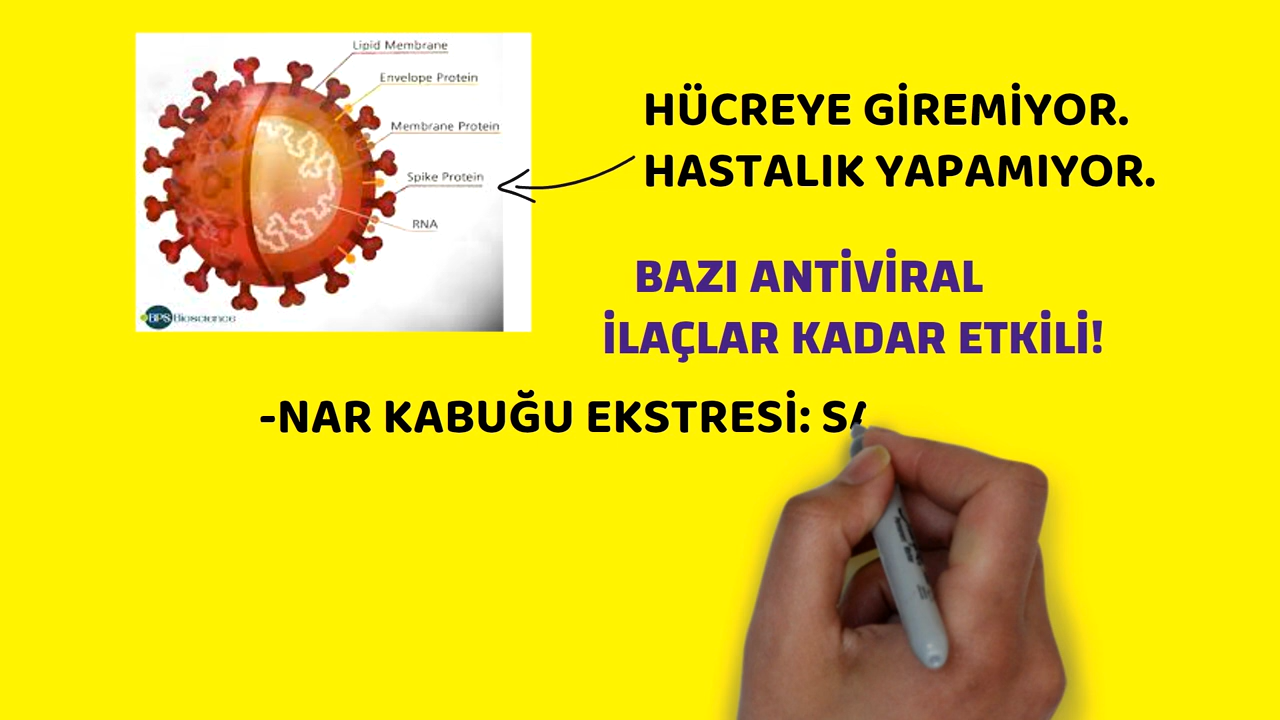 Lipid Membrane
Envelope Protein
Membrane Protein
Spike Protein
RNA
BPS Bioscience
HÜCREYE GİREMİYOR.
HASTALIK YAPAMIYOR.
BAZI ANTİVİRAL
İLAÇLAR KADAR ETKİLİ!
-NAR KABUĞU EKSTRESİ: